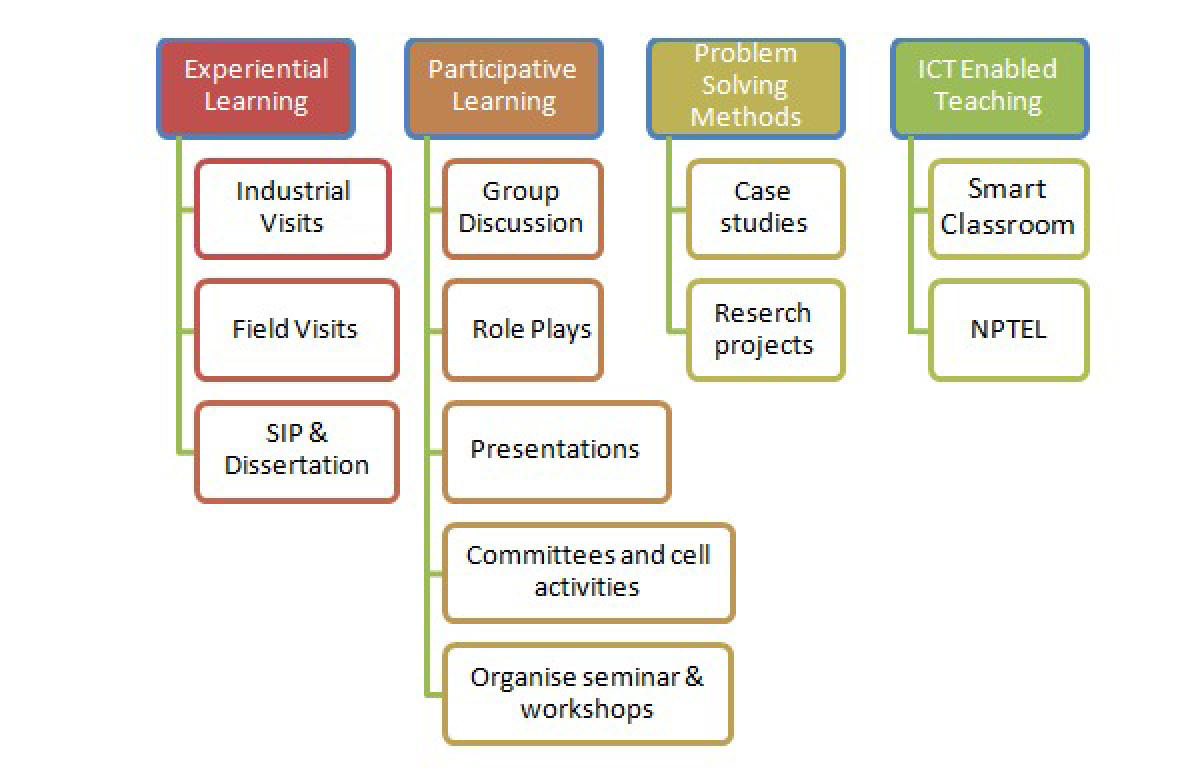 Experiential
Learning
Industrial
Visits
Field Visits
SIP &
Dissertation
Participative
Learning
Group
Discussion
Role Plays
Presentations
Committees and cell
activities
Organise seminar &
workshops
Problem
Solving
Methods
Case
studies
Reserch
projects
ICT Enabled
Teaching
Smart
Classroom
NPTEL